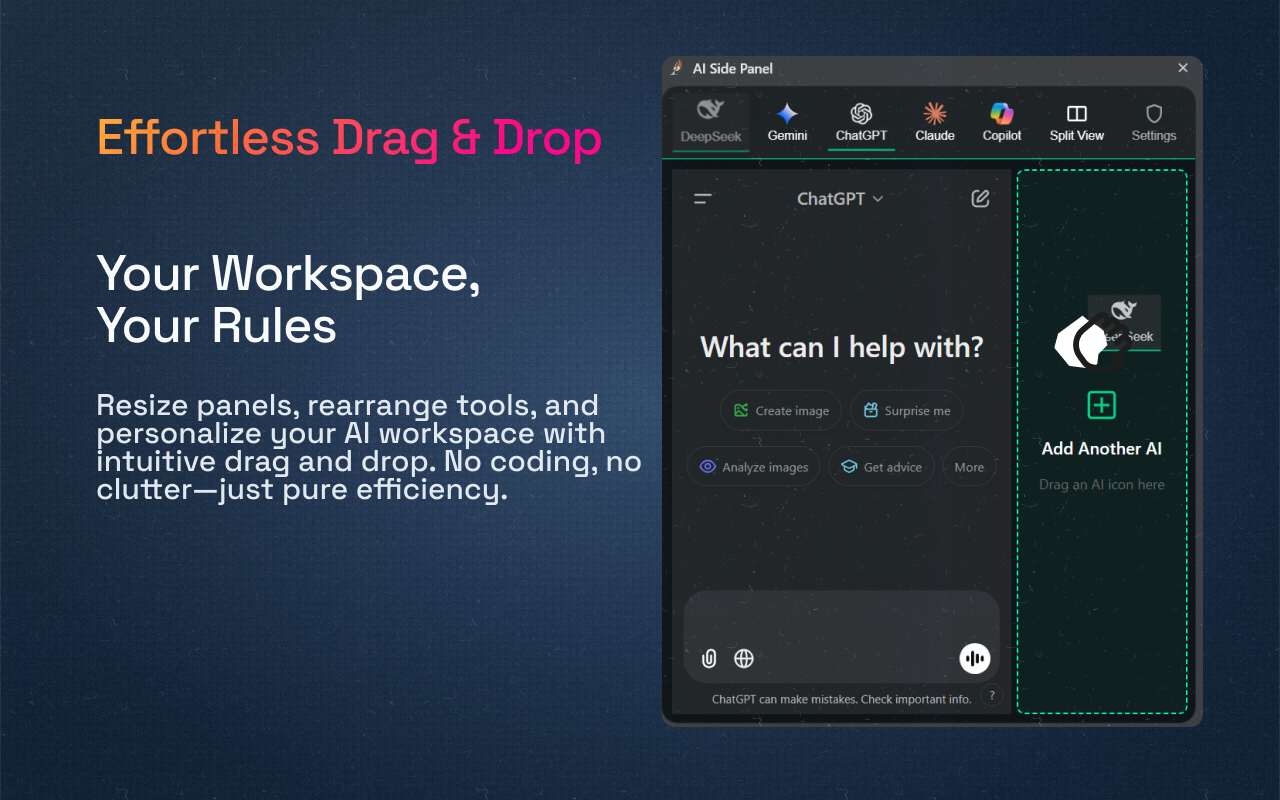 Effortless Drag & Drop
Your Workspace,
Your Rules
Resize panels, rearrange tools, and
personalize your AI workspace with
intuitive drag and drop. No coding, no
clutter—just pure efficiency.
AI Side Panel
DeepSeek
Gemini
ChatGPT
Claude
Copilot
Split View
Settings
ChatGPT
What can I help with?
Create image
Surprise me
Analyze images
Get advice
More
ChatGPT can make mistakes. Check important info.
?
DeepSeek
Add Another AI
Drag an AI icon here